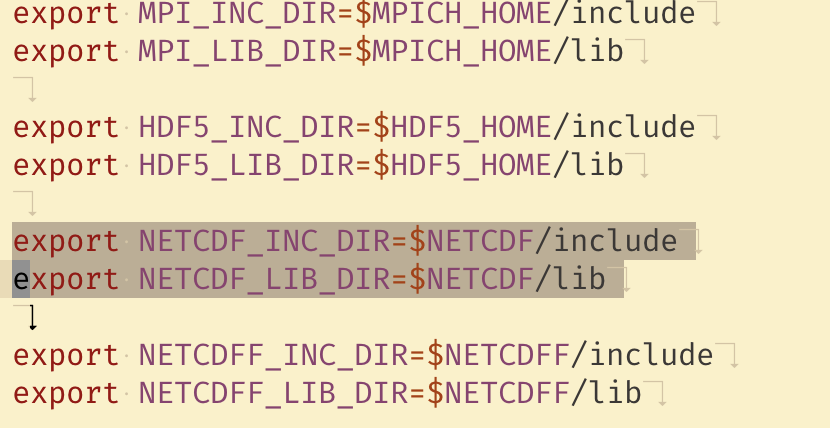 export MPI_INC_DIR=$MPICH_HOME/include
export MPI_LIB_DIR=$MPICH_HOME/lib
export HDF5_INC_DIR=$HDF5_HOME/include
export HDF5_LIB_DIR=$HDF5_HOME/lib
export NETCDF_INC_DIR=$NETCDF/include
export NETCDF_LIB_DIR=$NETCDF/lib
export NETCDFF_INC_DIR=$NETCDFF/include
export NETCDFF_LIB_DIR=$NETCDFF/lib